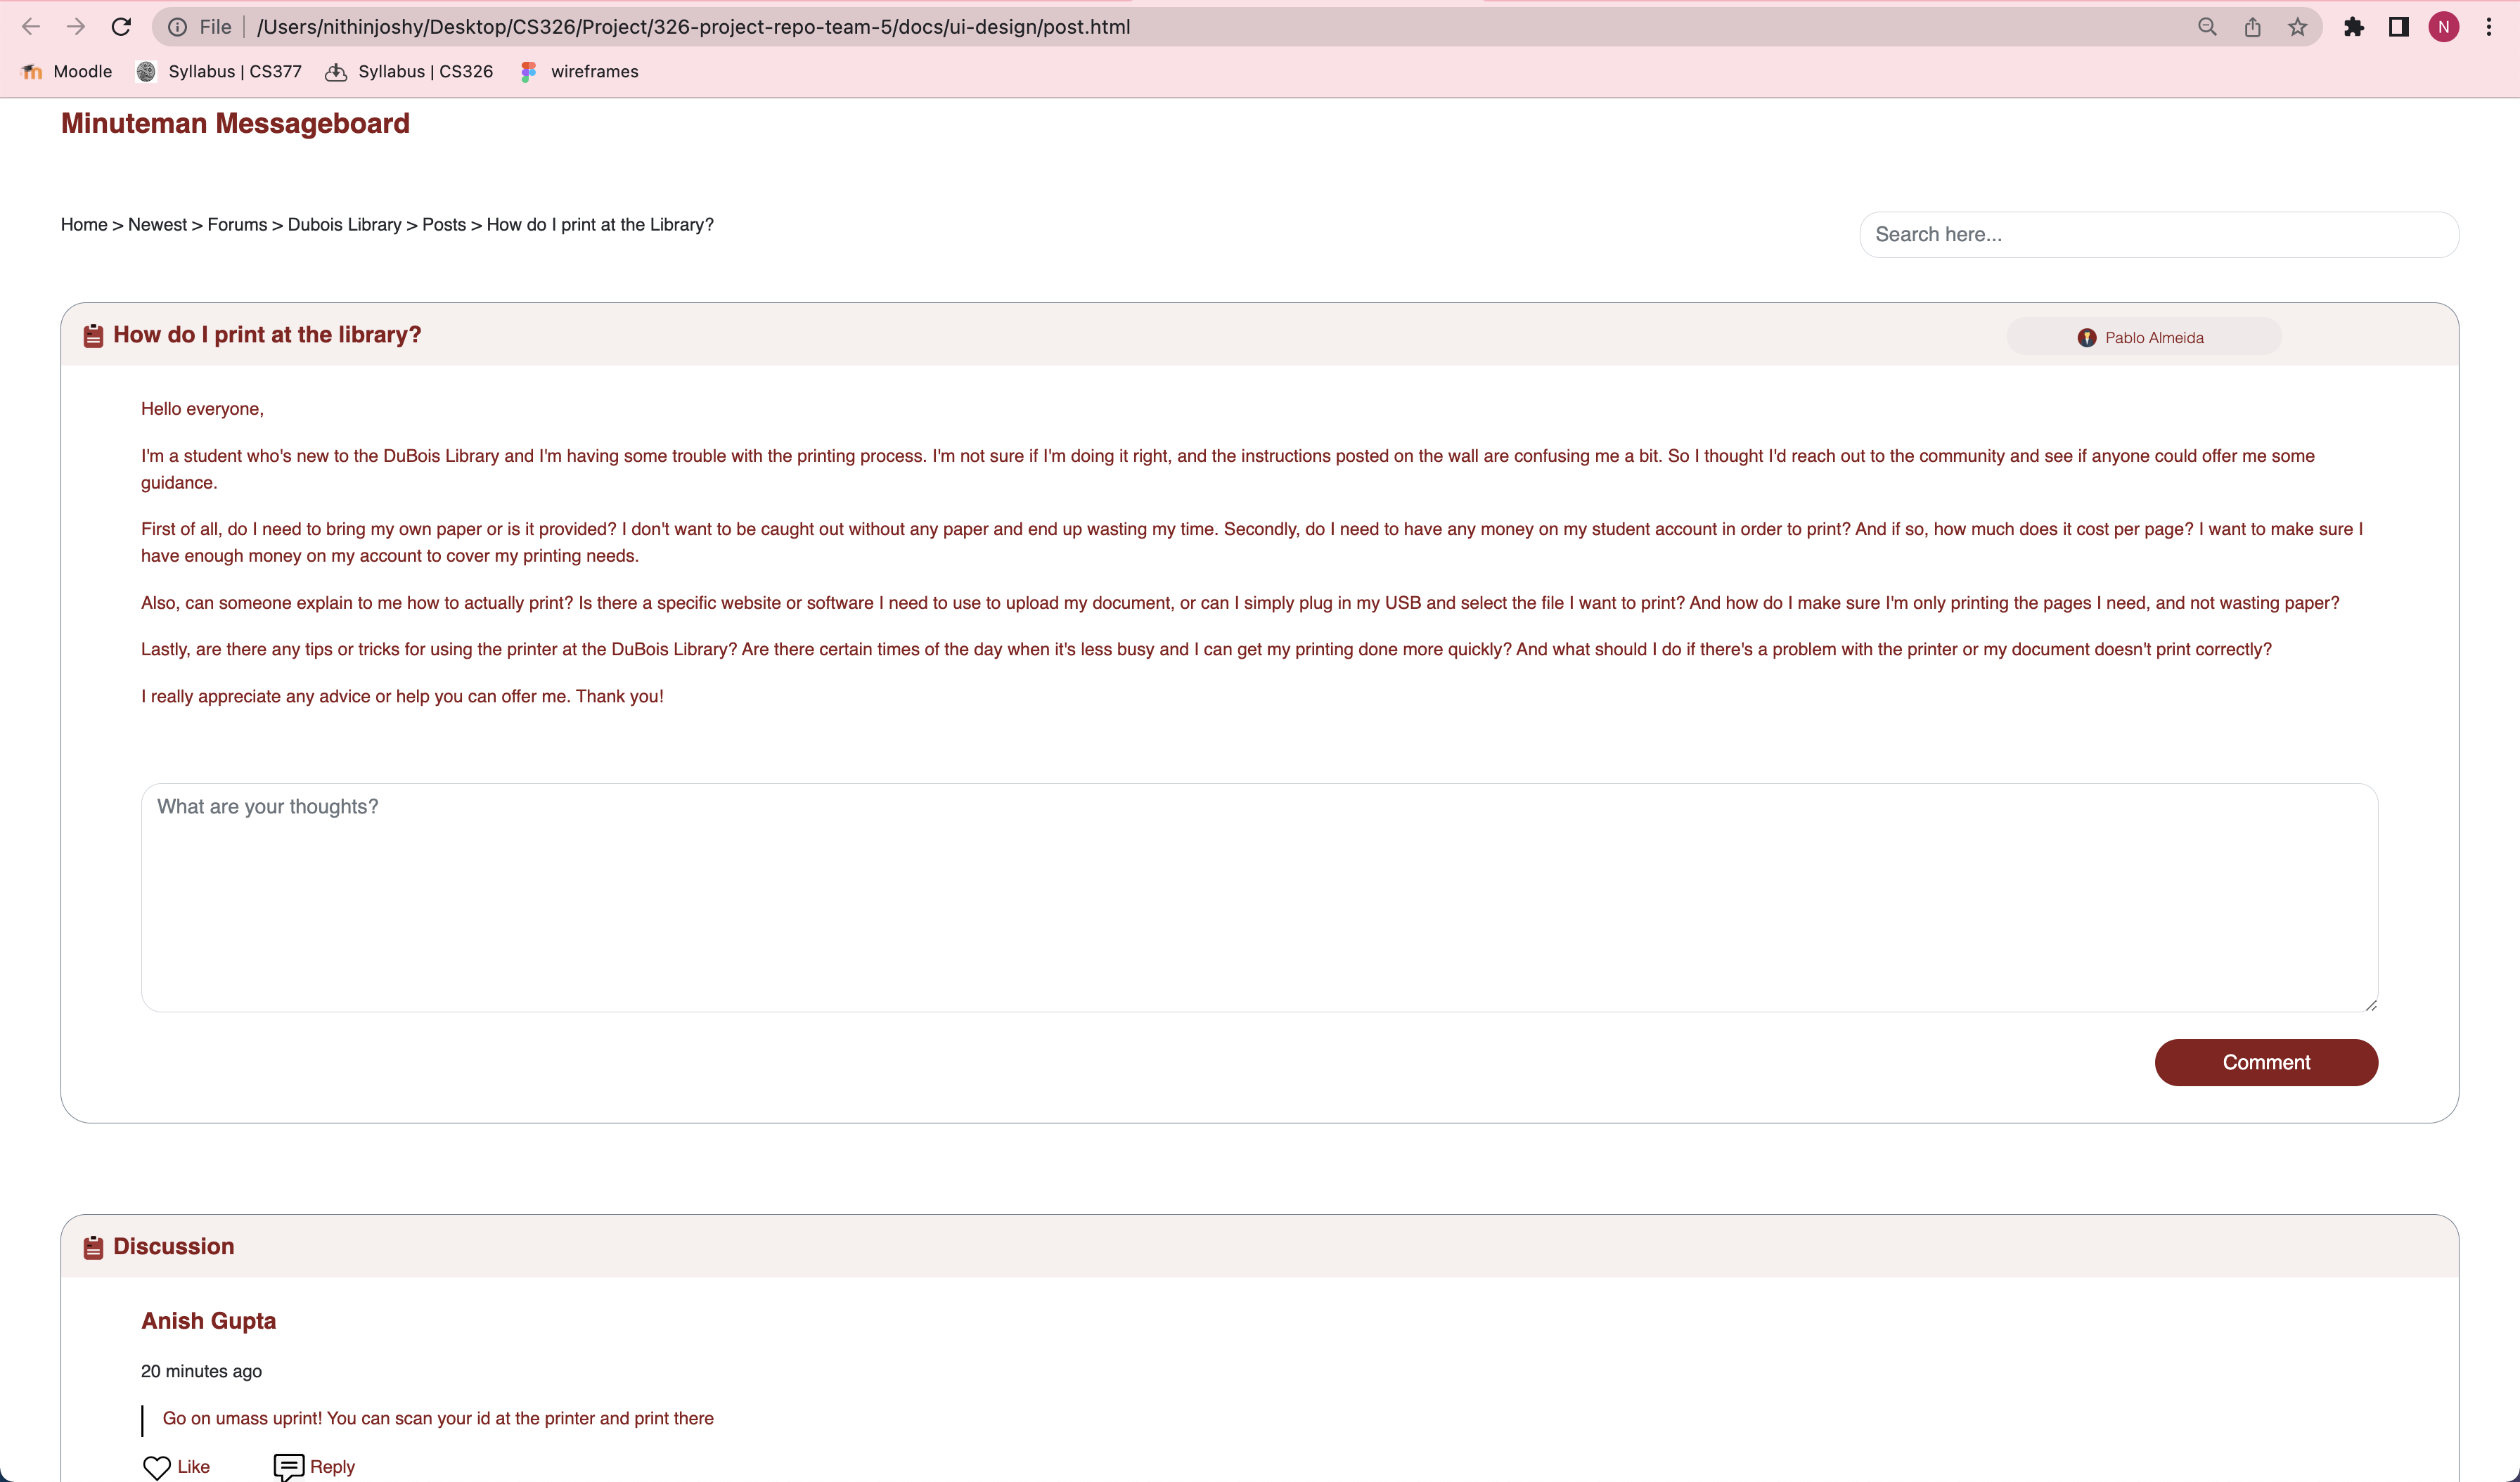 File /Users/nithinjoshy/Desktop/CS326/Project/326-project-repo-team-5/docs/ui-design/post.html N
Moodle Syllabus | CS377 Syllabus | CS326 wireframes
Minuteman Messageboard
Home > Newest > Forums > Dubois Library > Posts > How do I print at the Library?
Search here...
How do I print at the library?
Pablo Almeida
Hello everyone,
I'm a student who's new to the DuBois Library and I'm having some trouble with the printing process. I'm not sure if I'm doing it right, and the instructions posted on the wall are confusing me a bit. So I thought I'd reach out to the community and see if anyone could offer me some
guidance.
First of all, do I need to bring my own paper or is it provided? I don't want to be caught out without any paper and end up wasting my time. Secondly, do I need to have any money on my student account in order to print? And if so, how much does it cost per page? I want to make sure I
have enough money on my account to cover my printing needs.
Also, can someone explain to me how to actually print? Is there a specific website or software I need to use to upload my document, or can I simply plug in my USB and select the file I want to print? And how do I make sure I'm only printing the pages I need, and not wasting paper?
Lastly, are there any tips or tricks for using the printer at the DuBois Library? Are there certain times of the day when it's less busy and I can get my printing done more quickly? And what should I do if there's a problem with the printer or my document doesn't print correctly?
I really appreciate any advice or help you can offer me. Thank you!
What are your thoughts?
Comment
Discussion
Anish Gupta
20 minutes ago
Go on umass uprint! You can scan your id at the printer and print there
Like Reply